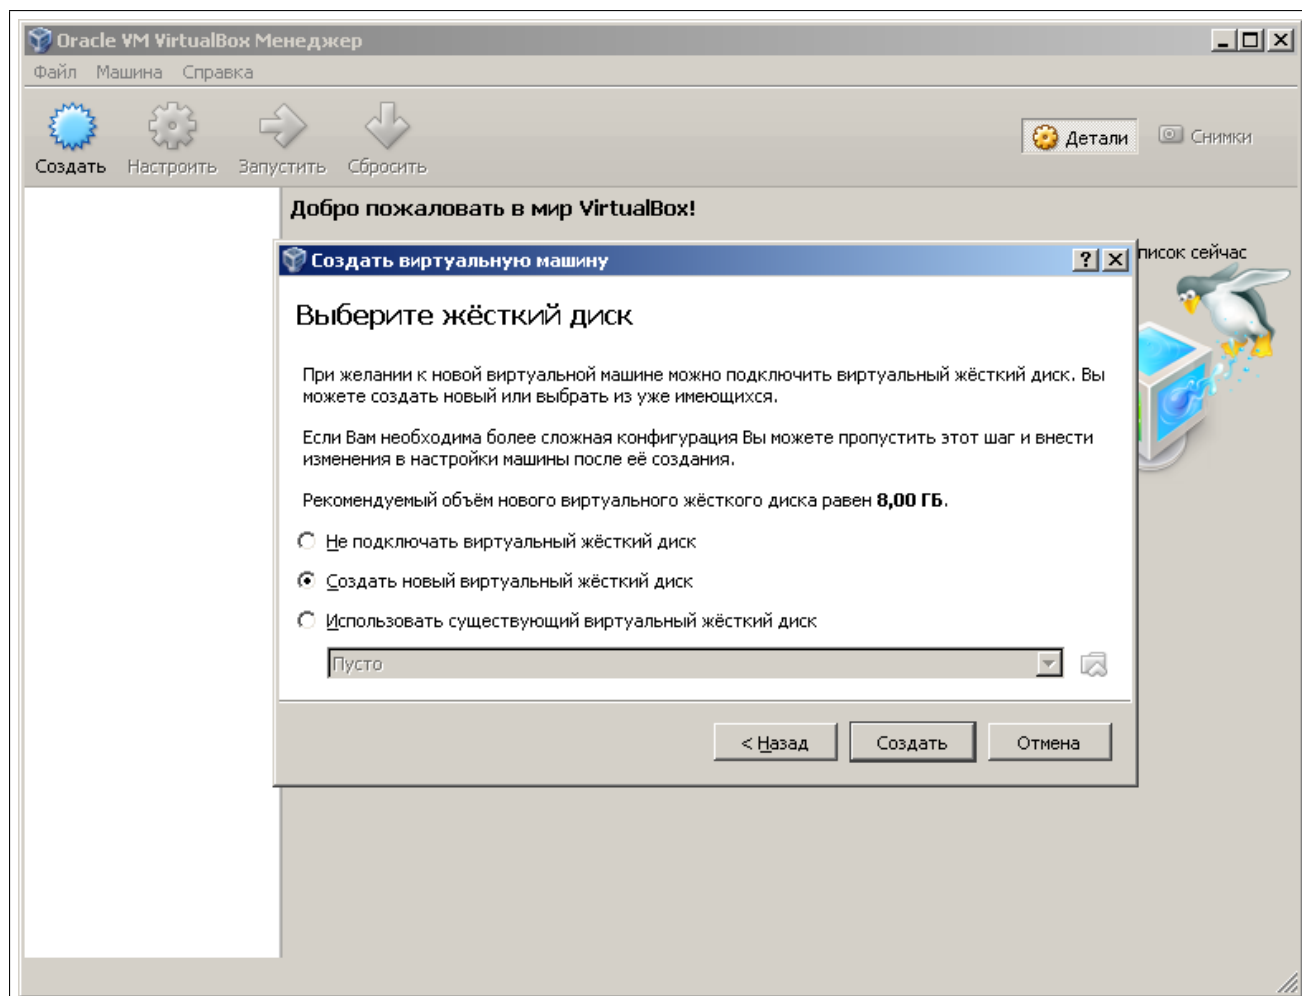 Oracle VM VirtualBox Менеджер
Файл Машина Справка
Создать Настроить Запустить Сбросить
Детали Снимки
Добро пожаловать в мир VirtualBox!
писок сейчас
Создать виртуальную машину
Выберите жёсткий диск
При желании к новой виртуальной машине можно подключить виртуальный жёсткий диск. Вы
можете создать новый или выбрать из уже имеющихся.
Если Вам необходима более сложная конфигурация Вы можете пропустить этот шаг и внести
изменения в настройки машины после её создания.
Рекомендуемый объём нового виртуального жёсткого диска равен 8,00 ГБ.
Не подключать виртуальный жёсткий диск
Создать новый виртуальный жёсткий диск
Использовать существующий виртуальный жёсткий диск
Пусто
< Назад Создать Отмена